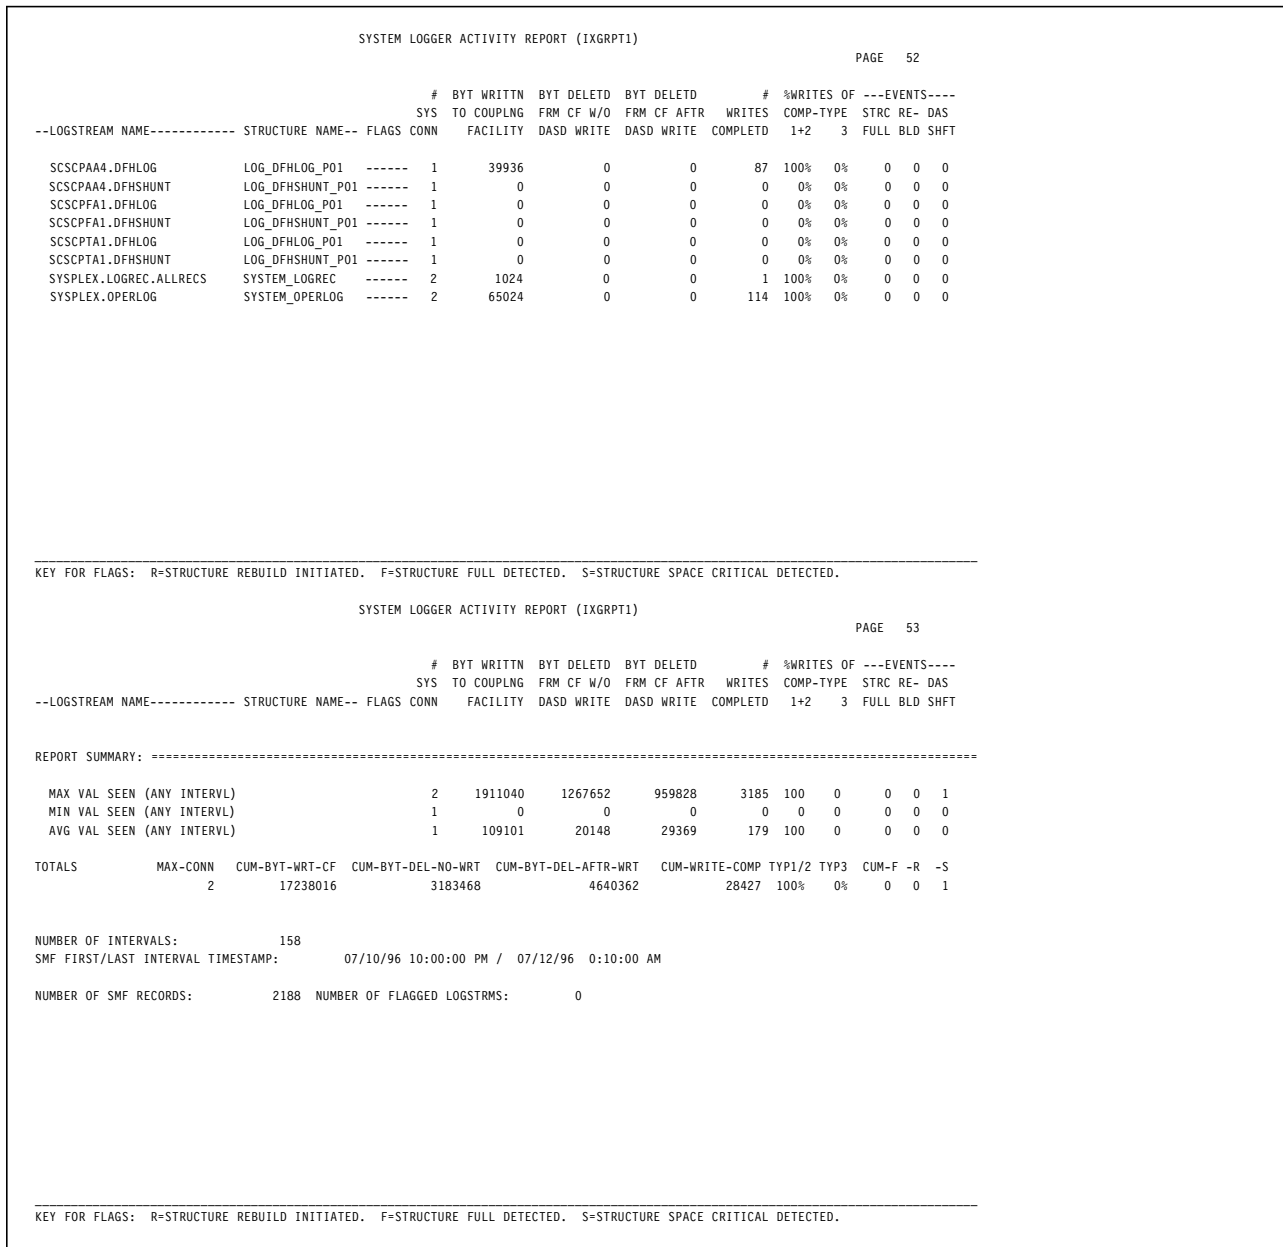 SYSTEM LOGGER ACTIVITY REPORT (IXGRPT1)
PAGE 52
# BYT WRITTN BYT DELETD BYT DELETD # %WRITES OF ---EVENTS----
SYS TO COUPLNG FRM CF W/O FRM CF AFTR WRITES COMP-TYPE STRC RE- DAS
--LOGSTREAM NAME------------ STRUCTURE NAME-- FLAGS CONN FACILITY DASD WRITE DASD WRITE COMPLETD 1+2 3 FULL BLD SHFT
SCSCPAA4.DFHLOG LOG_DFHLOG_P01 ------ 1 39936 0 0 87 100% 0% 0 0 0
SCSCPAA4.DFHSHUNT LOG_DFHSHUNT_P01 ------ 1 0 0 0 0 0% 0% 0 0 0
SCSCPFA1.DFHLOG LOG_DFHLOG_P01 ------ 1 0 0 0 0 0% 0% 0 0 0
SCSCPFA1.DFHSHUNT LOG_DFHSHUNT_P01 ------ 1 0 0 0 0 0% 0% 0 0 0
SCSCPTA1.DFHLOG LOG_DFHLOG_P01 ------ 1 0 0 0 0 0% 0% 0 0 0
SCSCPTA1.DFHSHUNT LOG_DFHSHUNT_P01 ------ 1 0 0 0 0 0% 0% 0 0 0
SYSPLEX.LOGREC.ALLRECS SYSTEM_LOGREC ------ 2 1024 0 0 1 100% 0% 0 0 0
SYSPLEX.OPERLOG SYSTEM_OPERLOG ------ 2 65024 0 0 114 100% 0% 0 0 0
KEY FOR FLAGS: R=STRUCTURE REBUILD INITIATED. F=STRUCTURE FULL DETECTED. S=STRUCTURE SPACE CRITICAL DETECTED.
SYSTEM LOGGER ACTIVITY REPORT (IXGRPT1)
PAGE 53
# BYT WRITTN BYT DELETD BYT DELETD # %WRITES OF ---EVENTS----
SYS TO COUPLNG FRM CF W/O FRM CF AFTR WRITES COMP-TYPE STRC RE- DAS
--LOGSTREAM NAME------------ STRUCTURE NAME-- FLAGS CONN FACILITY DASD WRITE DASD WRITE COMPLETD 1+2 3 FULL BLD SHFT
REPORT SUMMARY: ===================================================================================================================
MAX VAL SEEN (ANY INTERVL) 2 1911040 1267652 959828 3185 100 0 0 0 1
MIN VAL SEEN (ANY INTERVL) 1 0 0 0 0 0 0 0 0 0
AVG VAL SEEN (ANY INTERVL) 1 109101 20148 29369 179 100 0 0 0 0
TOTALS MAX-CONN CUM-BYT-WRT-CF CUM-BYT-DEL-NO-WRT CUM-BYT-DEL-AFTR-WRT CUM-WRITE-COMP TYP1/2 TYP3 CUM-F -R -S
2 17238016 3183468 4640362 28427 100% 0% 0 0 1
NUMBER OF INTERVALS: 158
SMF FIRST/LAST INTERVAL TIMESTAMP: 07/10/96 10:00:00 PM / 07/12/96 0:10:00 AM
NUMBER OF SMF RECORDS: 2188 NUMBER OF FLAGGED LOGSTRMS: 0
KEY FOR FLAGS: R=STRUCTURE REBUILD INITIATED. F=STRUCTURE FULL DETECTED. S=STRUCTURE SPACE CRITICAL DETECTED.